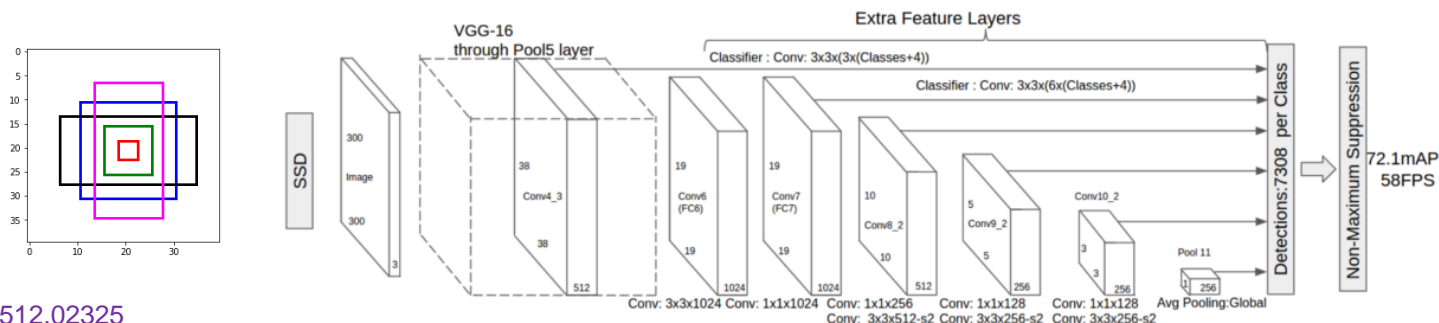 0
5
10
15
20
25
30
35
0
10
20
30
512.02325
SSD
300
Image
300
3
VGG-16
through Pool5 layer
38
Conv4_3
38
512
Extra Feature Layers
Classifier : Conv: 3x3x(3x(Classes+4))
Classifier : Conv: 3x3x(6x(Classes+4))
19
Conv6
(FC6)
19
1024
Conv: 3x3x1024
19
Conv7
(FC7)
19
1024
Conv: 1x1x1024
10
Conv8_2
10
512
Conv: 1x1x256
Conv: 3x3x512-s2
5
Conv9_2
5
256
Conv: 1x1x128
Conv: 3x3x256-s2
Conv10_2
3
3
256
Conv: 1x1x128
Conv: 3x3x256-s2
Pool 11
1
256
Avg Pooling:Global
Detections:7308 per Class
Non-Maximum Suppression
72.1mAP
58FPS